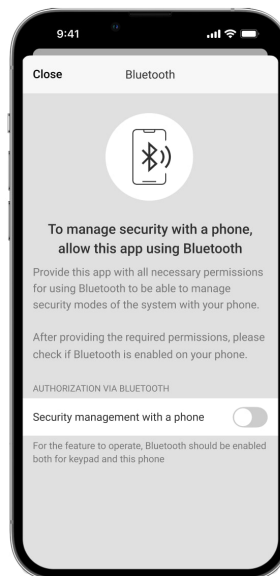 9:41
Close Bluetooth
To manage security with a phone,
allow this app using Bluetooth
Provide this app with all necessary permissions
for using Bluetooth to be able to manage
security modes of the system with your phone.
After providing the required permissions, please
check if Bluetooth is enabled on your phone.
AUTHORIZATION VIA BLUETOOTH
Security management with a phone
For the feature to operate, Bluetooth should be enabled
both for keypad and this phone